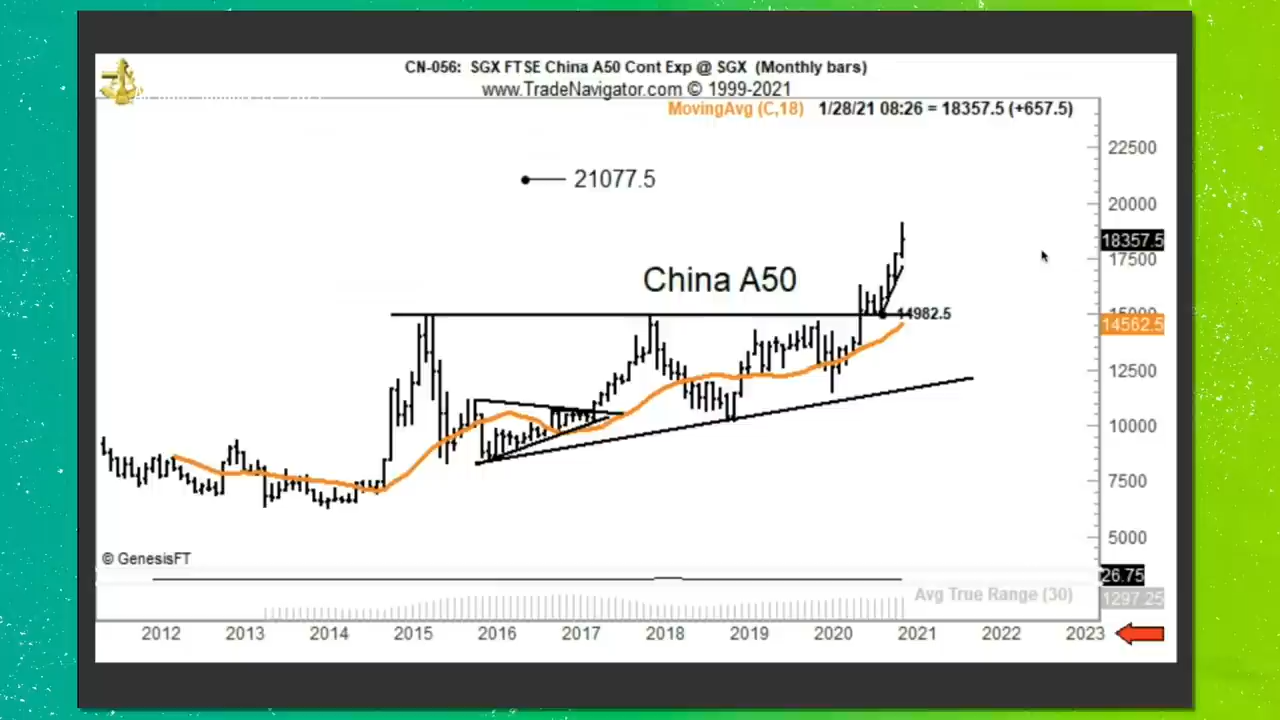 CN-056: SGX FTSE China A50 Cont Exp @ SGX (Monthly bars)
www.TradeNavigator.com © 1999-2021
MovingAvg (C,18) 1/28/21 08:26 = 18357.5 (+657.5)
22500
21077.5
20000
18357.5
17500
China A50
15000
14982.5
14562.5
12500
10000
7500
5000
© GenesisFT
26.75
Avg True Range (30)
1297.25
2012 2013 2014 2015 2016 2017 2018 2019 2020 2021 2022 2023